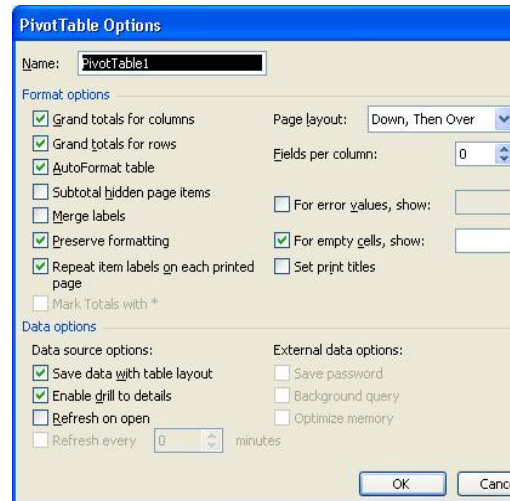 PivotTable Options
Name: PivotTable1
Format options
Grand totals for columns
Grand totals for rows
AutoFormat table
Subtotal hidden page items
Merge labels
Preserve formatting
Repeat item labels on each printed
page
Mark Totals with *
Page layout: Down, Then Over
Fields per column: 0
For error values, show:
For empty cells, show:
Set print titles
Data options
Data source options:
Save data with table layout
Enable drill to details
Refresh on open
Refresh every 0 minutes
External data options:
Save password
Background query
Optimize memory
OK
Canc